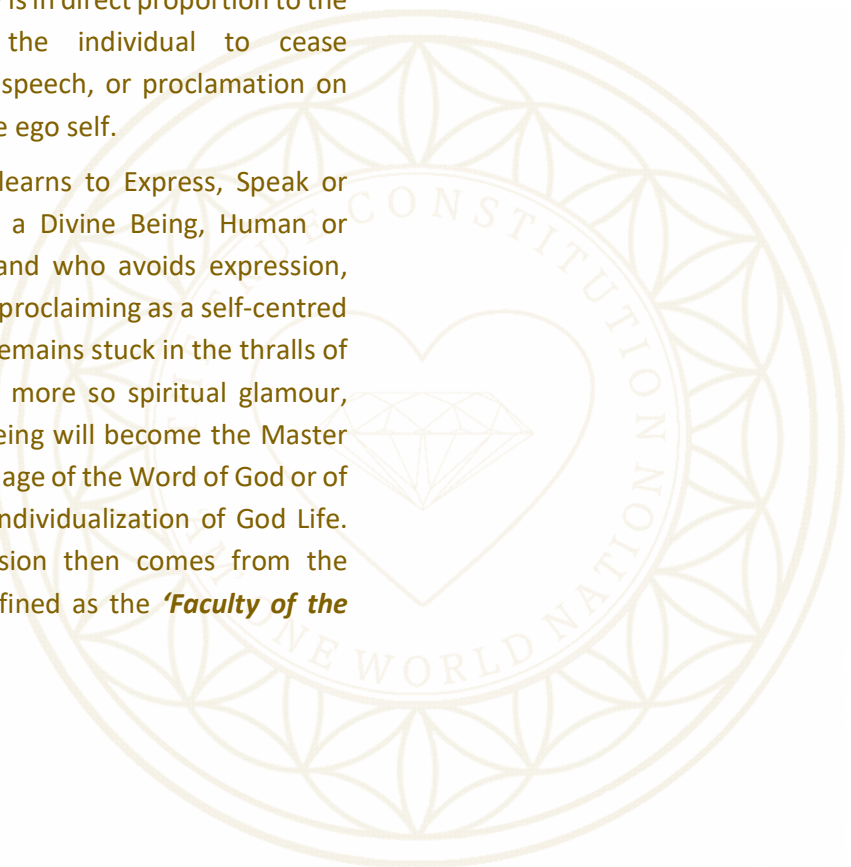 is in direct proportion to the
the individual to cease
speech, or proclamation on
e ego self.
learns to Express, Speak or
a Divine Being, Human or
and who avoids expression,
proclaiming as a self-centred
emains stuck in the thralls of
more so spiritual glamour,
eing will become the Master
age of the Word of God or of
ndividualization of God Life.
sion then comes from the
fined as the ‘Faculty of the
CONSTITUTION
NATION
ONE WORLD